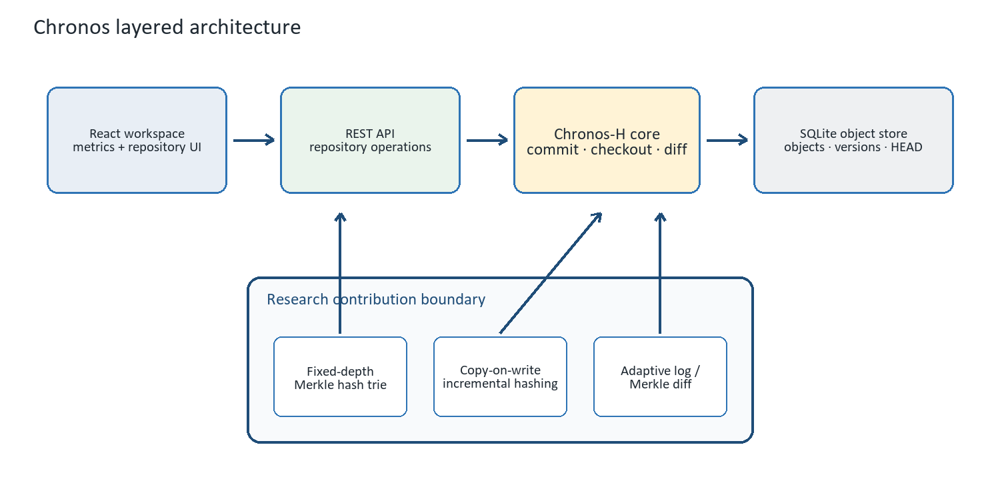 Chronos layered architecture
React workspace
metrics + repository UI
REST API
repository operations
Chronos-H core
commit · checkout · diff
SQLite object store
objects · versions · HEAD
Research contribution boundary
Fixed-depth
Merkle hash trie
Copy-on-write
incremental hashing
Adaptive log /
Merkle diff